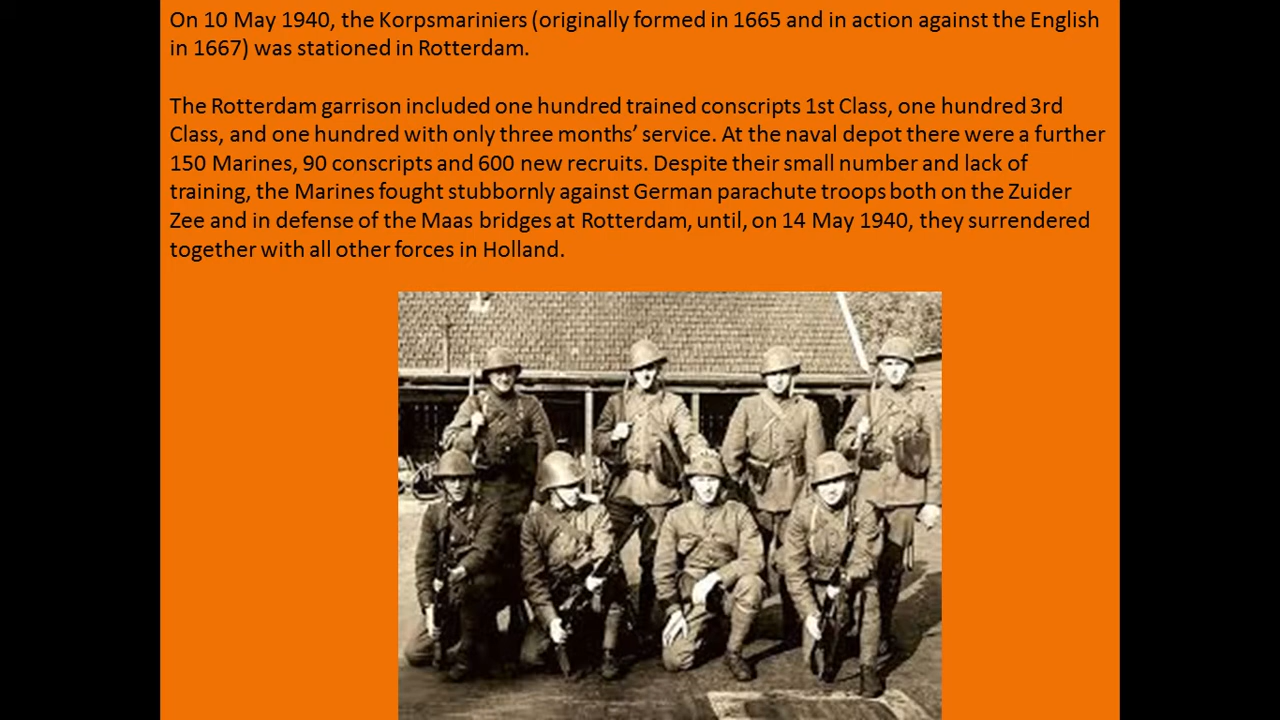 On 10 May 1940, the Korpsmariniers (originally formed in 1665 and in action against the English
in 1667) was stationed in Rotterdam.
The Rotterdam garrison included one hundred trained conscripts 1st Class, one hundred 3rd
Class, and one hundred with only three months’ service. At the naval depot there were a further
150 Marines, 90 conscripts and 600 new recruits. Despite their small number and lack of
training, the Marines fought stubbornly against German parachute troops both on the Zuider
Zee and in defense of the Maas bridges at Rotterdam, until, on 14 May 1940, they surrendered
together with all other forces in Holland.